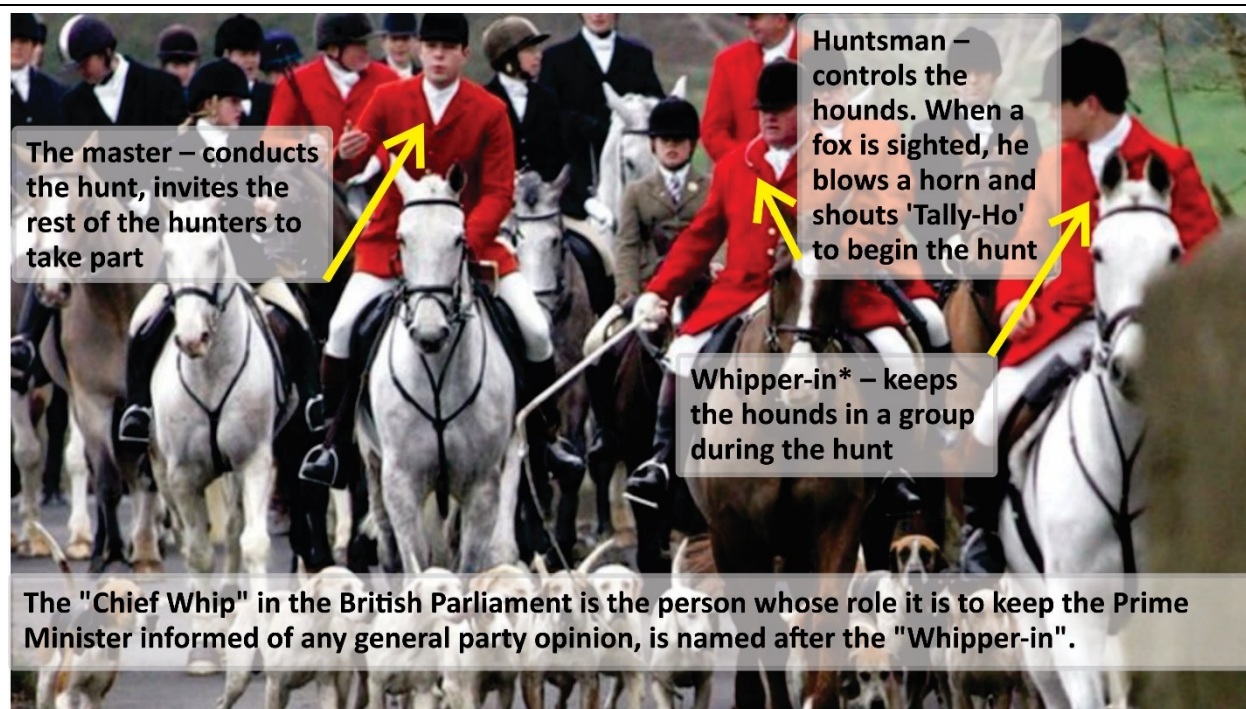 The master – conducts
the hunt, invites the
rest of the hunters to
take part
Huntsman –
controls the
hounds. When a
fox is sighted, he
blows a horn and
shouts 'Tally-Ho'
to begin the hunt
Whipper-in* – keeps
the hounds in a group
during the hunt
The "Chief Whip" in the British Parliament is the person whose role it is to keep the Prime
Minister informed of any general party opinion, is named after the "Whipper-in".